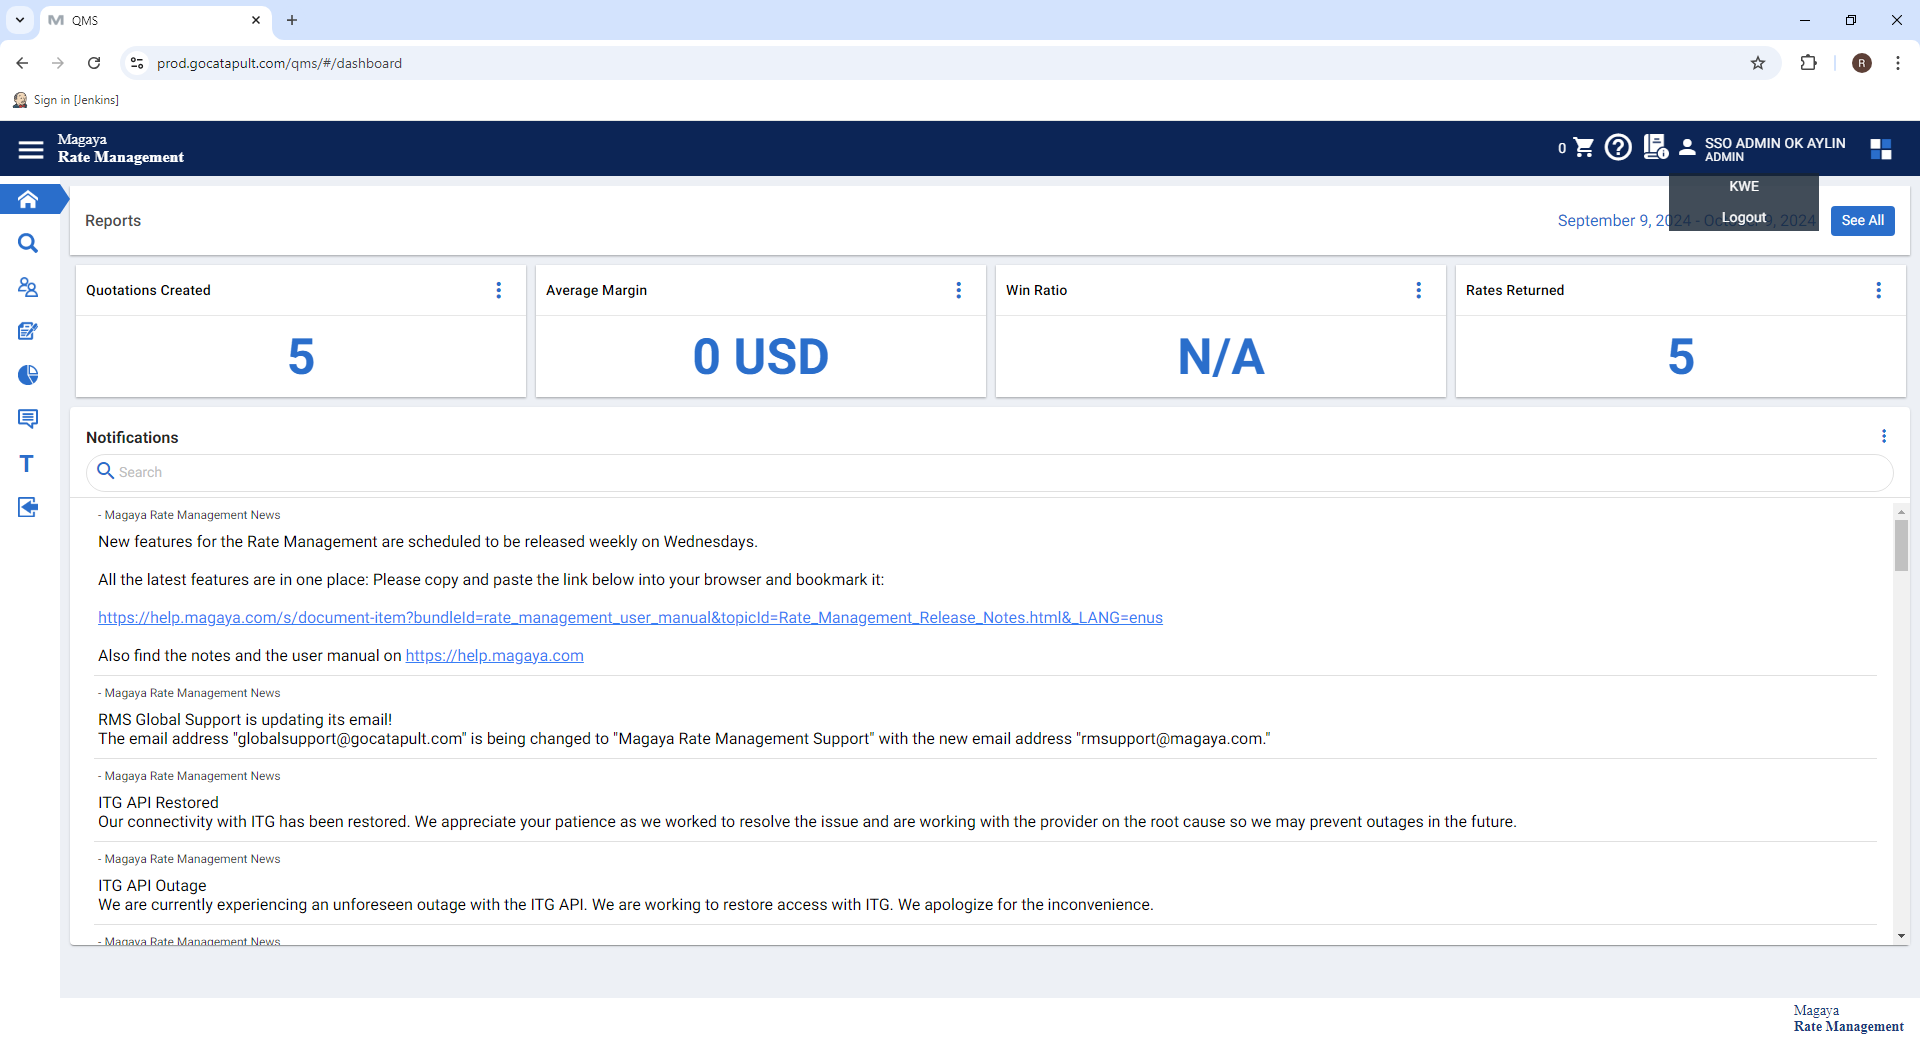 QMS
prod.gocatapult.com/qms/#/dashboard
R
Sign in [Jenkins]
Magaya
Rate Management
0
SSO ADMIN OK AYLIN
ADMIN
KWE
Logout
Reports
September 9, 2024 - October 9, 2024
See All
Quotations Created
5
Average Margin
0 USD
Win Ratio
N/A
Rates Returned
5
T
Notifications
Search
- Magaya Rate Management News
New features for the Rate Management are scheduled to be released weekly on Wednesdays.
All the latest features are in one place: Please copy and paste the link below into your browser and bookmark it:
https://help.magaya.com/s/document-item?bundleId=rate_management_user_manual&topicId=Rate_Management_Release_Notes.html&_LANG=enus
Also find the notes and the user manual on https://help.magaya.com
- Magaya Rate Management News
RMS Global Support is updating its email!
The email address "globalsupport@gocatapult.com" is being changed to "Magaya Rate Management Support" with the new email address "rmsupport@magaya.com."
- Magaya Rate Management News
ITG API Restored
Our connectivity with ITG has been restored. We appreciate your patience as we worked to resolve the issue and are working with the provider on the root cause so we may prevent outages in the future.
- Magaya Rate Management News
ITG API Outage
We are currently experiencing an unforeseen outage with the ITG API. We are working to restore access with ITG. We apologize for the inconvenience.
- Magaya Rate Management News
Magaya
Rate Management